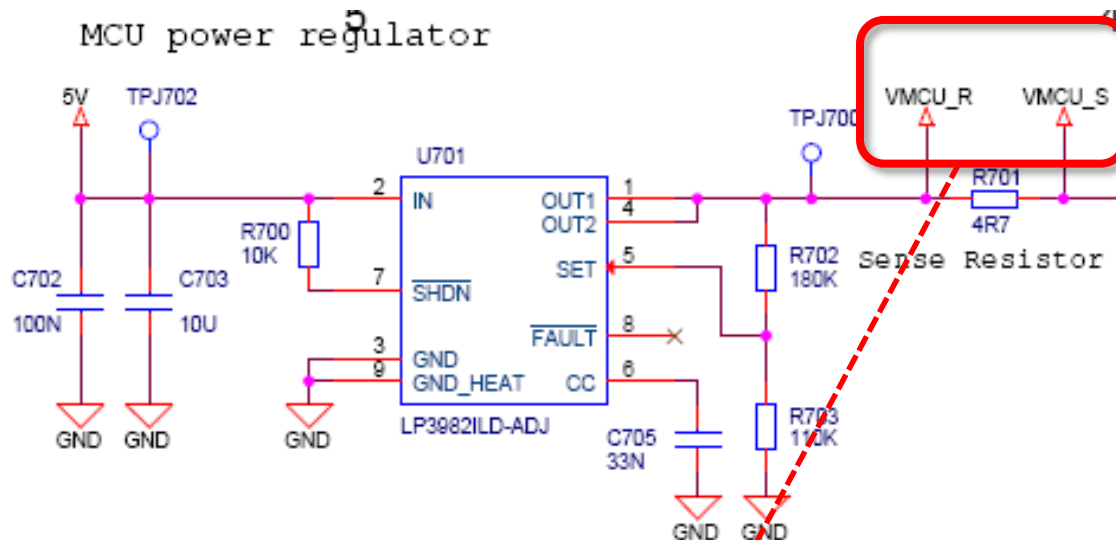 MCU power regulator
5V
TPJ702
C702
100N
C703
10U
GND
GND
R700
10K
GND
U701
2
IN
7
SHDN
3
GND
9
GND_HEAT
OUT1
1
OUT2
4
SET
5
FAULT
8
CC
6
LP3982ILD-ADJ
C705
33N
GND
R702
180K
R703
110K
GND
TPJ700
VMCU_R
VMCU_S
R701
4R7
Sense Resistor